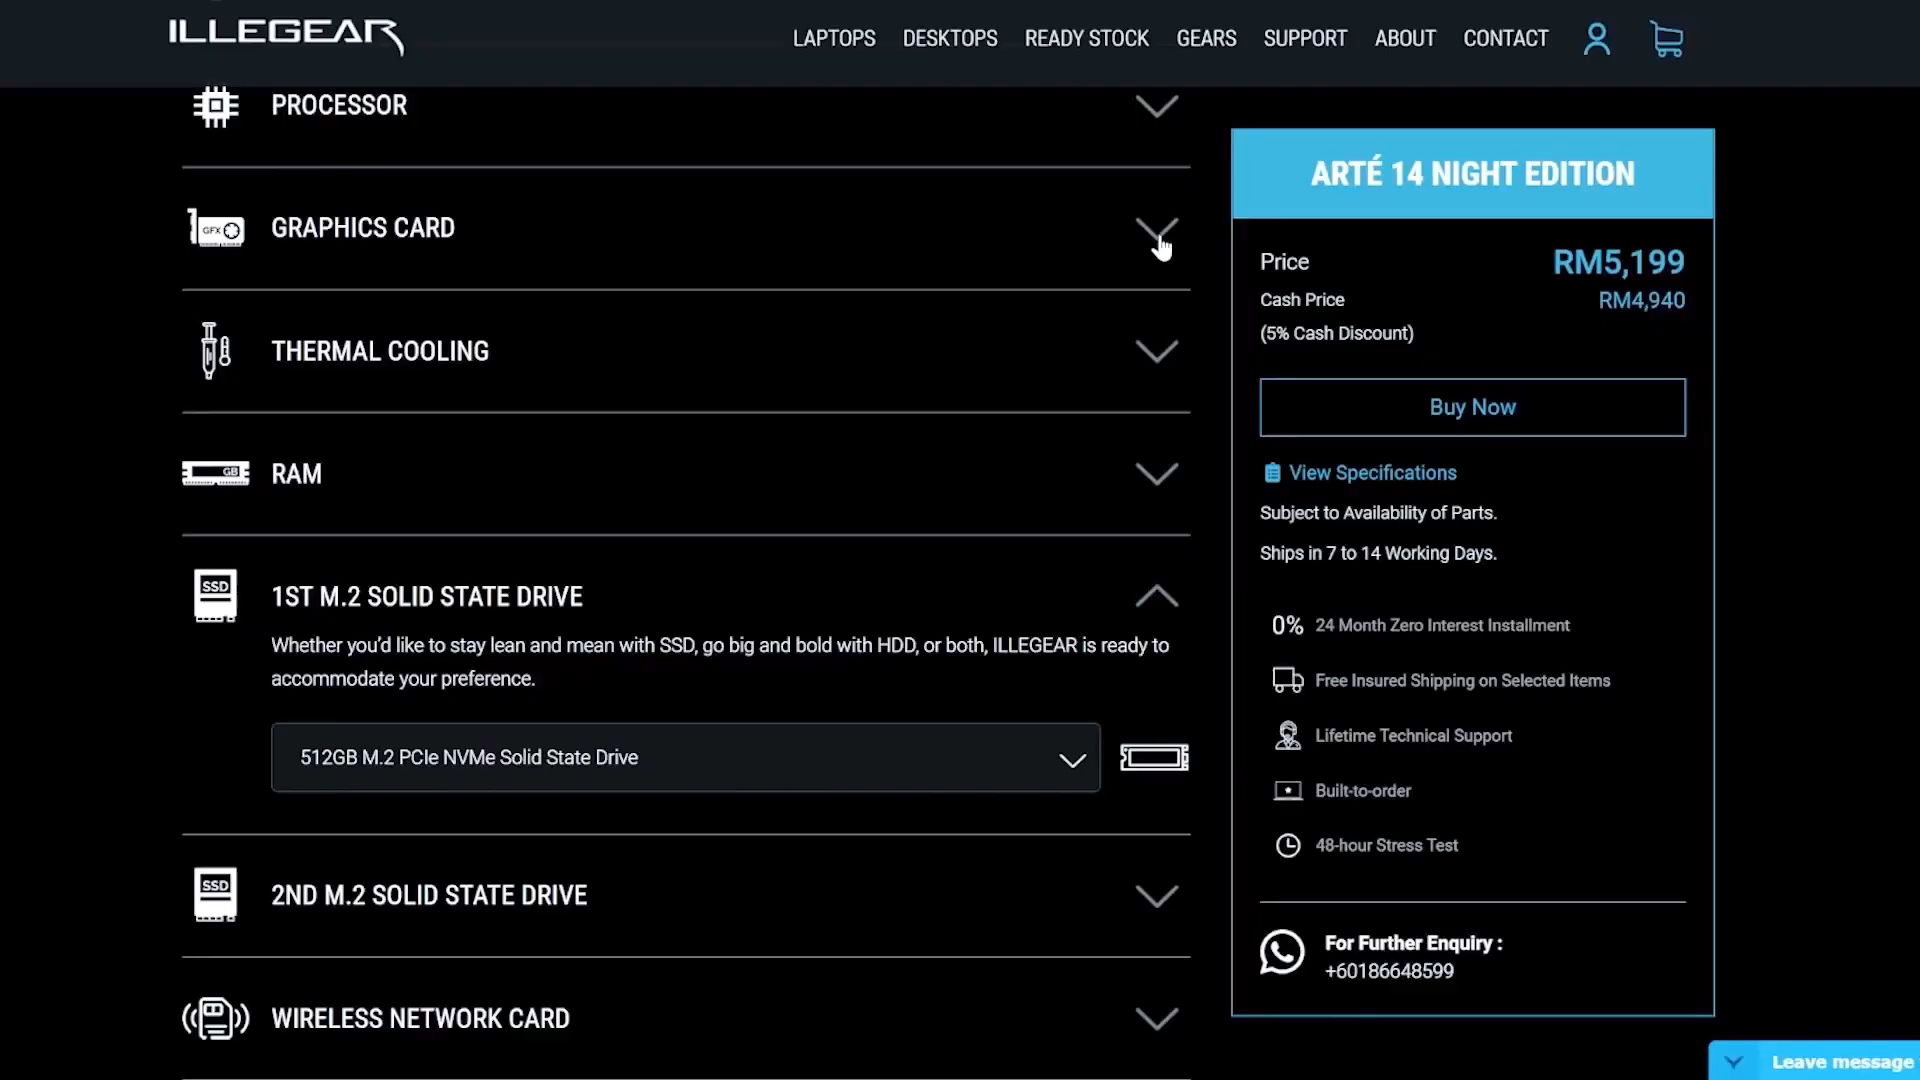 ILLEGEAR
LAPTOPS DESKTOPS READY STOCK GEARS SUPPORT ABOUT CONTACT
PROCESSOR
GFX
GRAPHICS CARD
THERMAL COOLING
GB
RAM
SSD
1ST M.2 SOLID STATE DRIVE
Whether you'd like to stay lean and mean with SSD, go big and bold with HDD, or both, ILLEGEAR is ready to
accommodate your preference.
512GB M.2 PCIe NVMe Solid State Drive
SSD
2ND M.2 SOLID STATE DRIVE
WIRELESS NETWORK CARD
ARTÉ 14 NIGHT EDITION
Price RM5,199
Cash Price RM4,940
(5% Cash Discount)
Buy Now
View Specifications
Subject to Availability of Parts.
Ships in 7 to 14 Working Days.
0% 24 Month Zero Interest Installment
Free Insured Shipping on Selected Items
Lifetime Technical Support
Built-to-order
48-hour Stress Test
For Further Enquiry :
+60186648599
Leave message